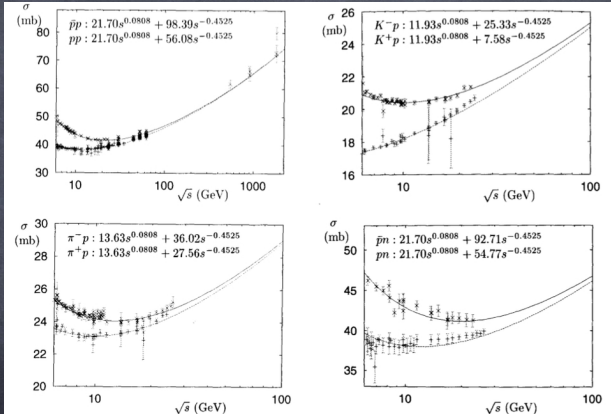 σ
(mb)
p̄p : 21.70s^0.0808 + 98.39s^−0.4525
pp : 21.70s^0.0808 + 56.08s^−0.4525
80
70
60
50
40
30
10
100
1000
√s (GeV)
σ
(mb)
K⁻p : 11.93s^0.0808 + 25.33s^−0.4525
K⁺p : 11.93s^0.0808 + 7.58s^−0.4525
26
24
22
20
18
16
10
100
√s (GeV)
σ
(mb)
π⁻p : 13.63s^0.0808 + 36.02s^−0.4525
π⁺p : 13.63s^0.0808 + 27.56s^−0.4525
30
28
26
24
22
20
10
100
√s (GeV)
σ
(mb)
p̄n : 21.70s^0.0808 + 92.71s^−0.4525
pn : 21.70s^0.0808 + 54.77s^−0.4525
50
45
40
35
10
100
√s (GeV)